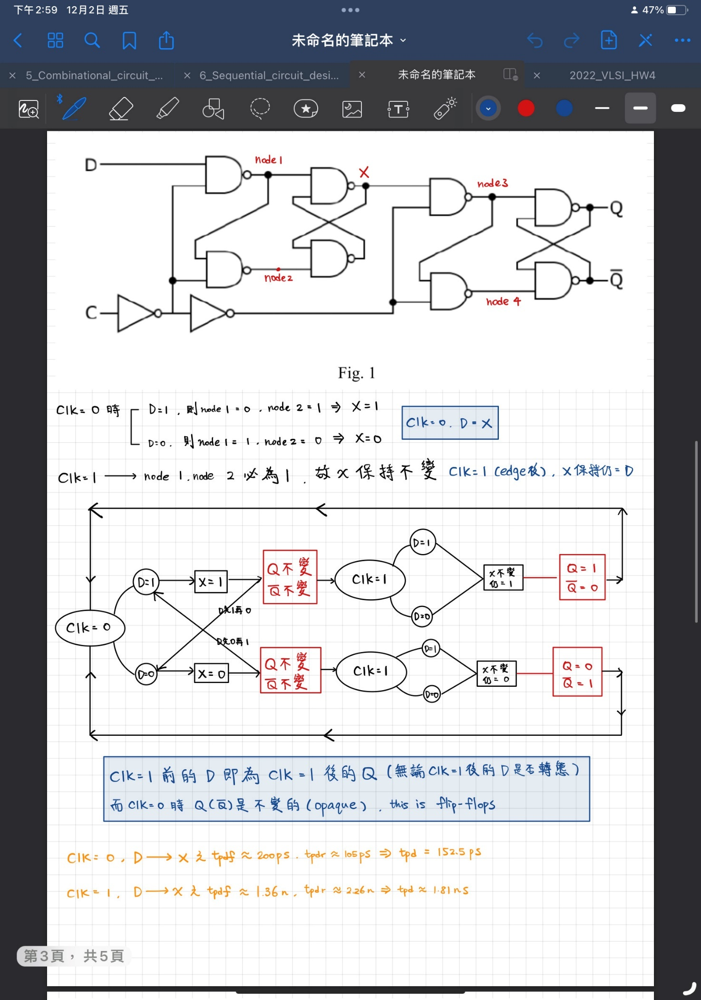 下午2:59 12月2日 週五
47%
未命名的筆記本
5_Combinational_circuit_...
6_Sequential_circuit_desi...
未命名的筆記本
2022_VLSI_HW4
D
node 1
X
node3
Q
node2
Q̅
node 4
C
Fig. 1
Clk= 0 時
D=1 , 則 node 1 = 0 . node 2 = 1 ⇒ X=1
Clk=0. D = X
D=0. 則 node 1 = 1 . node 2 = 0 ⇒ X=0
Clk=1 ⟶ node 1.node 2 必為1. 故 x 保持不變
Clk=1 (edge後), X保持仍=D
D=1
Q不變
Q̅不變
D=1
X=1
Clk=1
x不變
仍=1
Q=1
Q̅=0
D先1再0
D=0
Clk=0
D先0再1
D=1
Q不變
Q̅不變
D=0
X=0
Clk=1
x不變
仍=0
Q=0
Q̅=1
D=0
Clk=1 前的 D 即為 Clk=1 後的 Q (無論Clk=1後的D是否轉態)
而 Clk=0 時 Q(Q̅)是不變的(opaque) , this is flip-flops
Clk= 0, D ⟶ X 之 tpdf ≈ 200ps . tpdr ≈ 105ps ⇒ tpd = 152.5ps
Clk = 1, D ⟶ X 之 tpdf ≈ 1.36n. tpdr ≈ 2.26n ⇒ tpd ≈ 1.81ns
第3頁，共5頁